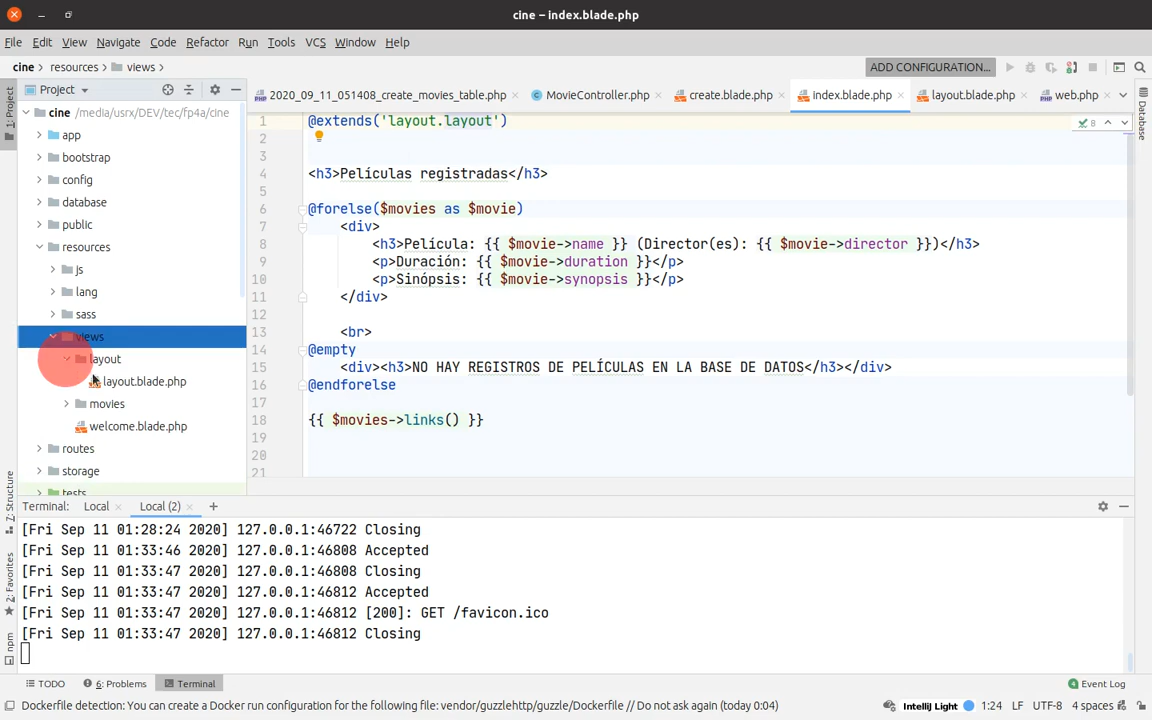 cine – index.blade.php
File Edit View Navigate Code Refactor Run Tools VCS Window Help
cine resources views ADD CONFIGURATION...
Project
2020_09_11_051408_create_movies_table.php MovieController.php create.blade.php index.blade.php layout.blade.php web.php
1: Project
cine /media/usrx/DEV/tec/fp4a/cine
app
bootstrap
config
database
public
resources
js
lang
sass
views
layout
layout.blade.php
movies
welcome.blade.php
routes
storage
tests
8
1 @extends('layout.layout')
2
3
4 <h3>Películas registradas</h3>
5
6 @forelse($movies as $movie)
7 <div>
8 <h3>Película: {{ $movie->name }} (Director(es): {{ $movie->director }})</h3>
9 <p>Duración: {{ $movie->duration }}</p>
10 <p>Sinópsis: {{ $movie->synopsis }}</p>
11 </div>
12
13 <br>
14 @empty
15 <div><h3>NO HAY REGISTROS DE PELÍCULAS EN LA BASE DE DATOS</h3></div>
16 @endforelse
17
18 {{ $movies->links() }}
19
20
21
Database
7: Structure
2: Favorites
npm
Terminal: Local Local (2)
[Fri Sep 11 01:28:24 2020] 127.0.0.1:46722 Closing
[Fri Sep 11 01:33:46 2020] 127.0.0.1:46808 Accepted
[Fri Sep 11 01:33:47 2020] 127.0.0.1:46808 Closing
[Fri Sep 11 01:33:47 2020] 127.0.0.1:46812 Accepted
[Fri Sep 11 01:33:47 2020] 127.0.0.1:46812 [200]: GET /favicon.ico
[Fri Sep 11 01:33:47 2020] 127.0.0.1:46812 Closing
TODO 6: Problems Terminal 4 Event Log
Dockerfile detection: You can create a Docker run configuration for the following file: vendor/guzzlehttp/guzzle/Dockerfile // Do not ask again (today 0:04) IntelliJ Light 1:24 LF UTF-8 4 spaces